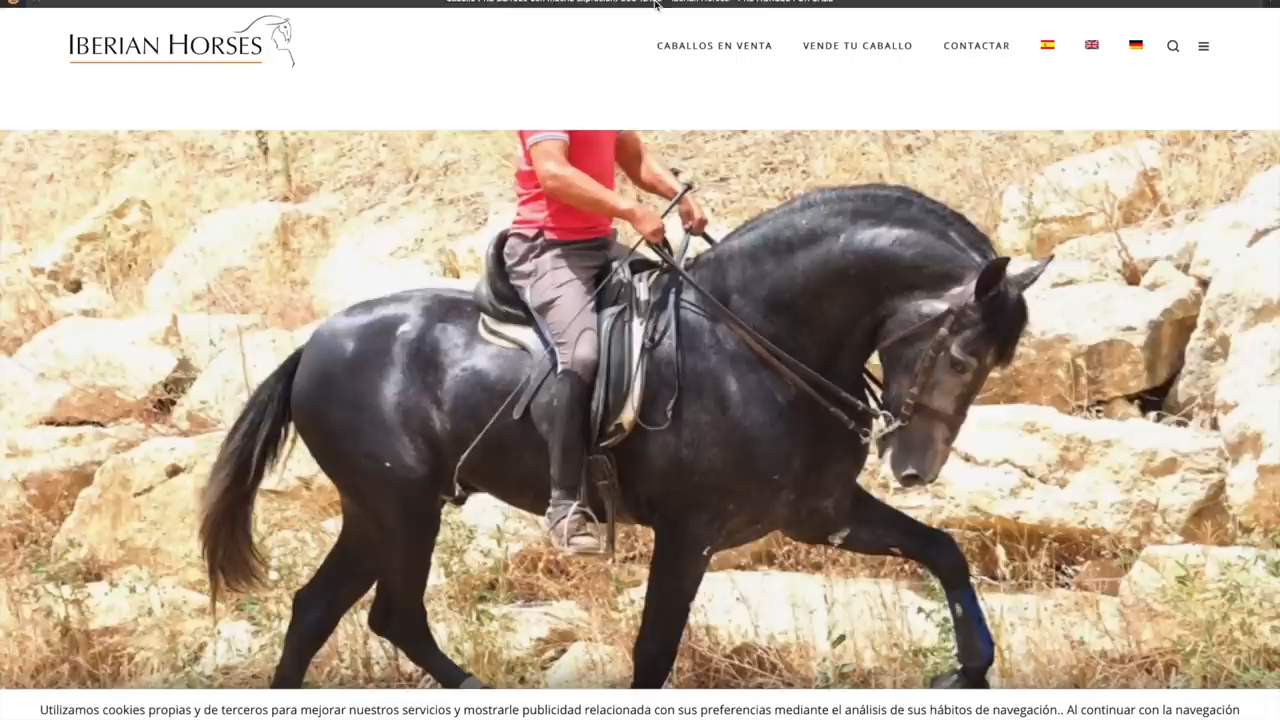 IBERIAN HORSES
CABALLOS EN VENTA VENDE TU CABALLO CONTACTAR
Utilizamos cookies propias y de terceros para mejorar nuestros servicios y mostrarle publicidad relacionada con sus preferencias mediante el análisis de sus hábitos de navegación.. Al continuar con la navegación